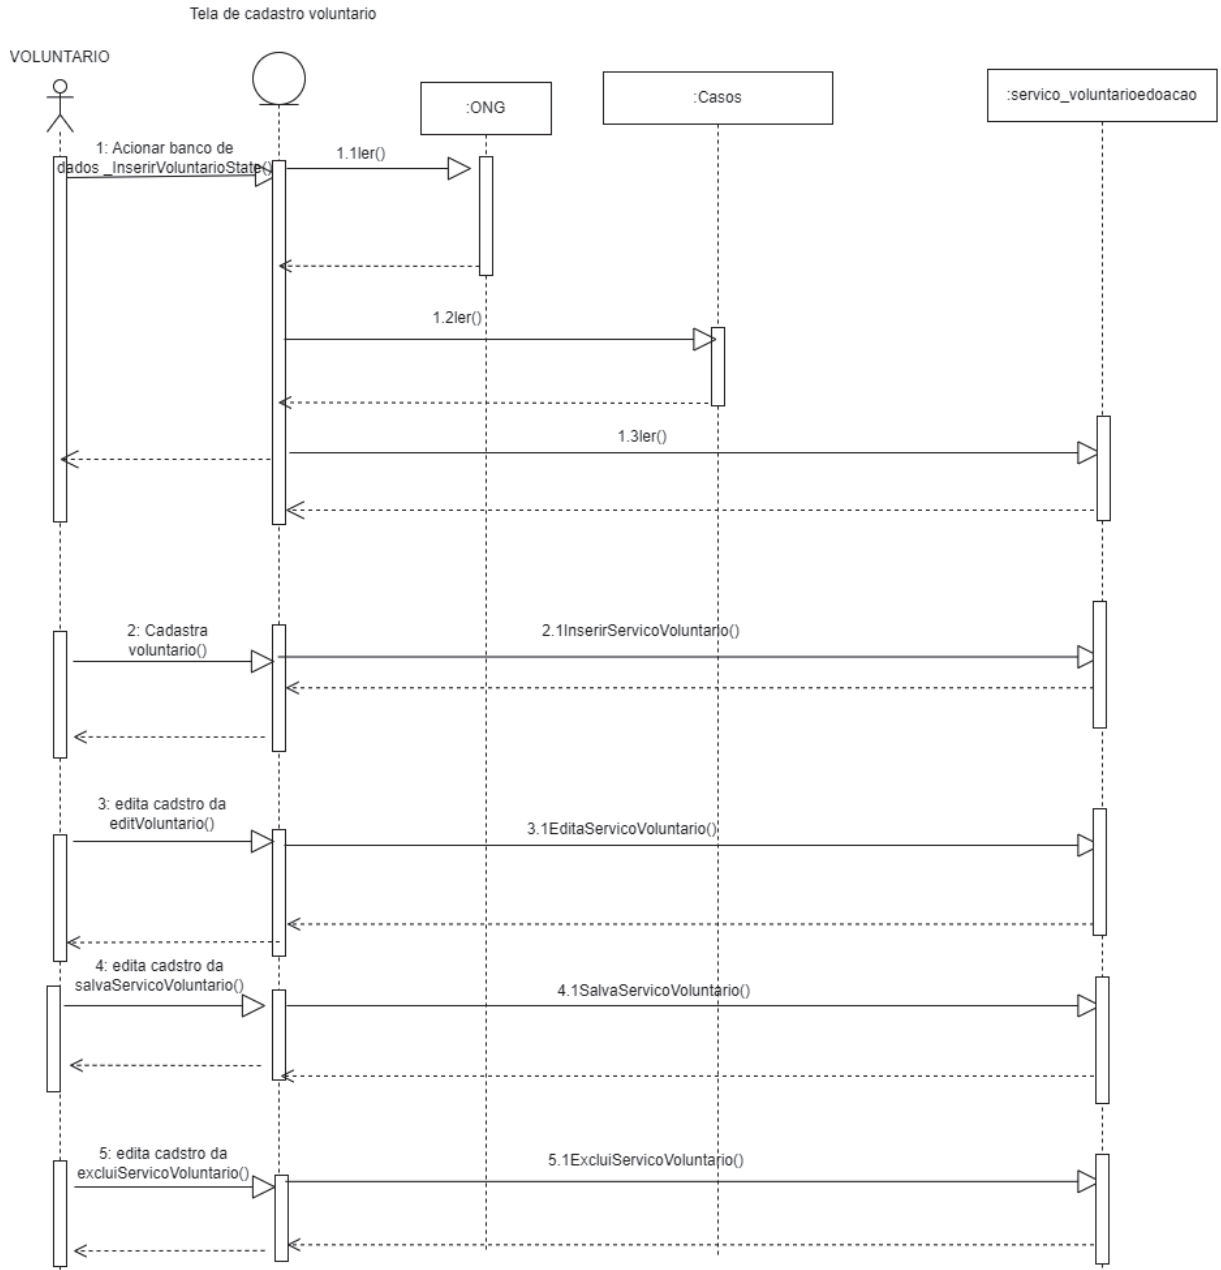 Tela de cadastro voluntario
VOLUNTARIO
:ONG
:Casos
:servico_voluntarioedoacao
1: Acionar banco de
dados _InserirVoluntarioState()
1.1ler()
1.2ler()
1.3ler()
2: Cadastra
voluntario()
2.1InserirServicoVoluntario()
3: edita cadstro da
editVoluntario()
3.1EditaServicoVoluntario()
4: edita cadstro da
salvaServicoVoluntario()
4.1SalvaServicoVoluntario()
5: edita cadstro da
excluiServicoVoluntario()
5.1ExcluiServicoVoluntario()